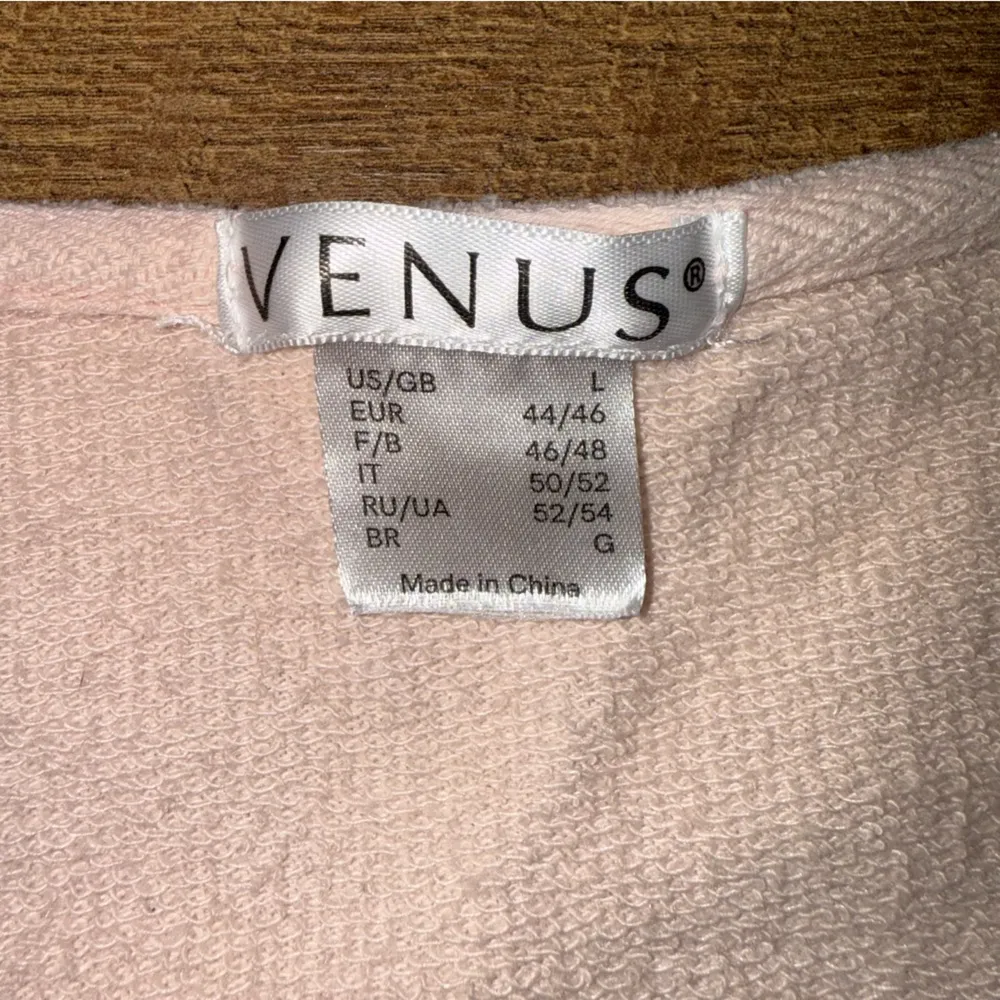 VENUS®
US/GB L
EUR 44/46
F/B 46/48
IT 50/52
RU/UA 52/54
BR G
Made in China